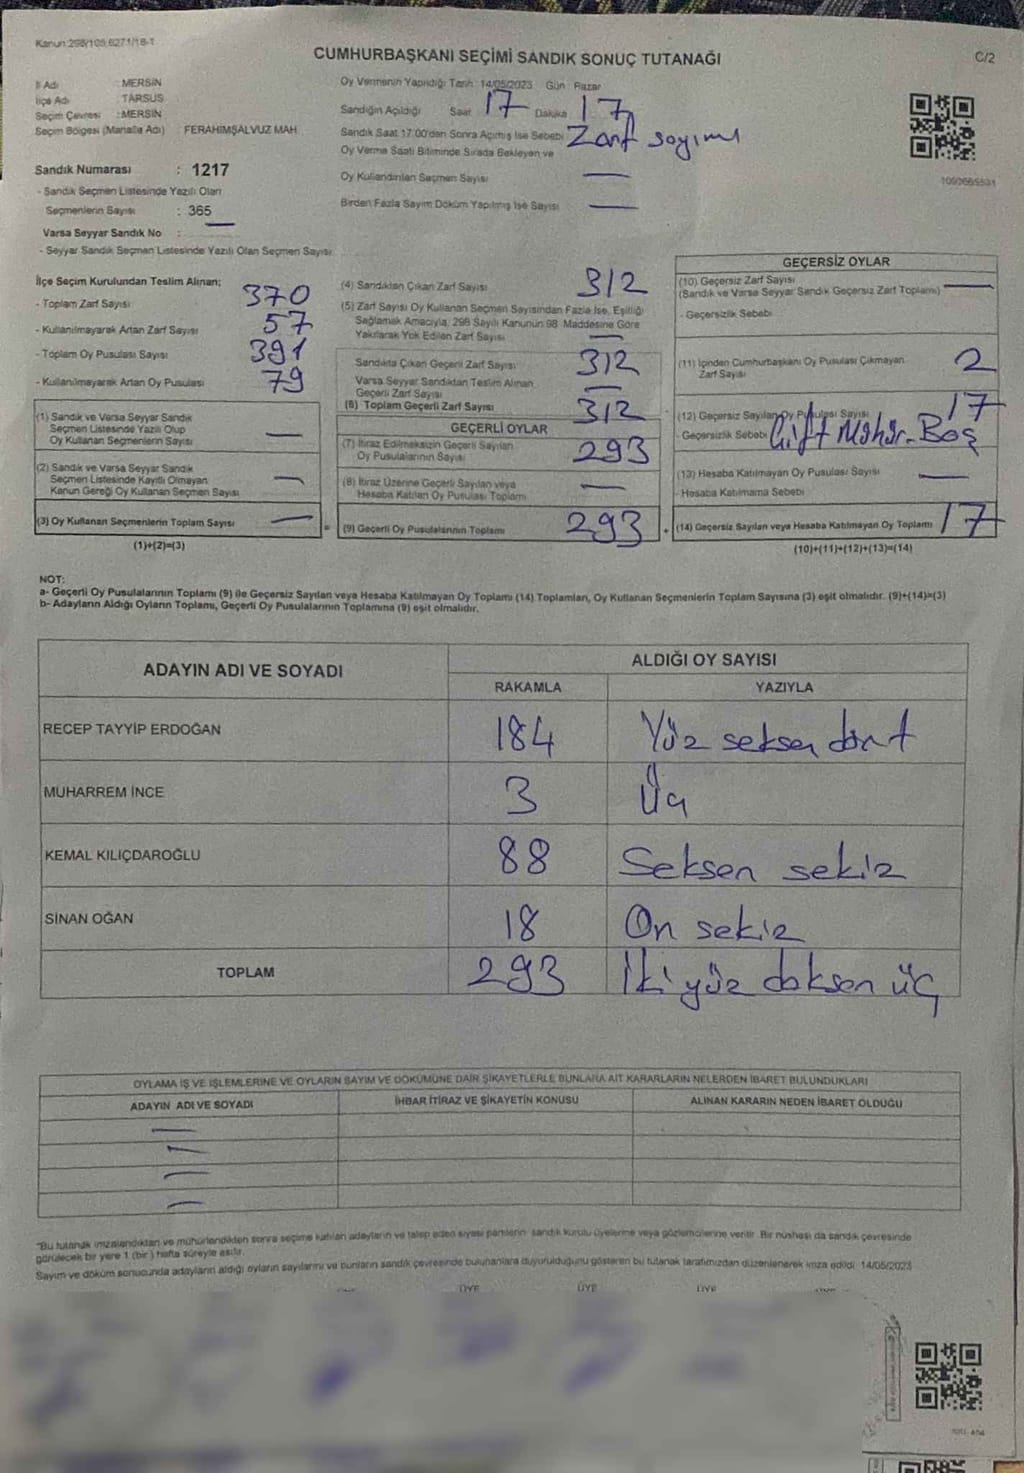 Kanun:298/105;6271/18-1
CUMHURBAŞKANI SEÇİMİ SANDIK SONUÇ TUTANAĞI
C/2
İl Adı : MERSİN
İlçe Adı : TARSUS
Seçim Çevresi : MERSİN
Seçim Bölgesi (Mahalle Adı) : FERAHİMŞALVUZ MAH.
Sandık Numarası : 1217
- Sandık Seçmen Listesinde Yazılı Olan
Seçmenlerin Sayısı : 365
Varsa Seyyar Sandık No : —
- Seyyar Sandık Seçmen Listesinde Yazılı Olan Seçmen Sayısı
Oy Vermenin Yapıldığı Tarih: 14/05/2023 Gün : Pazar
Sandığın Açıldığı Saat 17 Dakika 17
Sandık Saat 17:00'den Sonra Açılmış İse Sebebi Zarf sayımı
Oy Verme Saati Bitiminde Sırada Bekleyen ve
Oy Kullandırılan Seçmen Sayısı —
Birden Fazla Sayım Döküm Yapılmış İse Sayısı —
İlçe Seçim Kurulundan Teslim Alınan;
- Toplam Zarf Sayısı 370
- Kullanılmayarak Artan Zarf Sayısı 57
- Toplam Oy Pusulası Sayısı 391
- Kullanılmayarak Artan Oy Pusulası 79
(1) Sandık ve Varsa Seyyar Sandık
Seçmen Listesinde Yazılı Olup
Oy Kullanan Seçmenlerin Sayısı —
(2) Sandık ve Varsa Seyyar Sandık
Seçmen Listesinde Kayıtlı Olmayan
Kanun Gereği Oy Kullanan Seçmen Sayısı —
(3) Oy Kullanan Seçmenlerin Toplam Sayısı —
(1)+(2)=(3)
(4) Sandıktan Çıkan Zarf Sayısı 312
(5) Zarf Sayısı Oy Kullanan Seçmen Sayısından Fazla İse, Eşitliği
Sağlamak Amacıyla, 298 Sayılı Kanunun 98. Maddesine Göre
Yakılarak Yok Edilen Zarf Sayısı —
Sandıkta Çıkan Geçerli Zarf Sayısı 312
Varsa Seyyar Sandıktan Teslim Alınan
Geçerli Zarf Sayısı —
(6) Toplam Geçerli Zarf Sayısı 312
GEÇERLİ OYLAR
(7) İtiraz Edilmeksizin Geçerli Sayılan
Oy Pusulalarının Sayısı 293
(8) İtiraz Üzerine Geçerli Sayılan veya
Hesaba Katılan Oy Pusulası Toplamı —
= (9) Geçerli Oy Pusulalarının Toplamı 293
GEÇERSİZ OYLAR
(10) Geçersiz Zarf Sayısı —
(Sandık ve Varsa Seyyar Sandık Geçersiz Zarf Toplamı)
- Geçersizlik Sebebi
(11) İçinden Cumhurbaşkanı Oy Pusulası Çıkmayan 2
Zarf Sayısı
(12) Geçersiz Sayılan Oy Pusulası Sayısı 17
- Geçersizlik Sebebi Çift Mühür- Boş
(13) Hesaba Katılmayan Oy Pusulası Sayısı —
- Hesaba Katılmama Sebebi
+ (14) Geçersiz Sayılan veya Hesaba Katılmayan Oy Toplamı 17
(10)+(11)+(12)+(13)=(14)
NOT:
a- Geçerli Oy Pusulalarının Toplamı (9) ile Geçersiz Sayılan veya Hesaba Katılmayan Oy Toplamı (14) Toplamları, Oy Kullanan Seçmenlerin Toplam Sayısına (3) eşit olmalıdır. (9)+(14)=(3)
b- Adayların Aldığı Oyların Toplamı, Geçerli Oy Pusulalarının Toplamına (9) eşit olmalıdır.
ADAYIN ADI VE SOYADI ALDIĞI OY SAYISI
RAKAMLA YAZIYLA
RECEP TAYYİP ERDOĞAN 184 Yüz seksen dört
MUHARREM İNCE 3 Üç
KEMAL KILIÇDAROĞLU 88 Seksen sekiz
SİNAN OĞAN 18 On sekiz
TOPLAM 293 İki yüz doksan üç
OYLAMA İŞ VE İŞLEMLERİNE VE OYLARIN SAYIM VE DÖKÜMÜNE DAİR ŞİKAYETLERLE BUNLARA AİT KARARLARIN NELERDEN İBARET BULUNDUKLARI
ADAYIN ADI VE SOYADI İHBAR İTİRAZ VE ŞİKAYETİN KONUSU ALINAN KARARIN NEDEN İBARET OLDUĞU
—
—
—
—
"Bu tutanak imzalandıktan ve mühürlendikten sonra seçime katılan adayların ve talep eden siyasi partilerin sandık kurulu üyelerine veya gözlemcilerine verilir. Bir nüshası da sandık çevresinde
görülecek bir yere 1 (bir) hafta süreyle asılır.
Sayım ve döküm sonucunda adayların aldığı oyların sayılarını ve bunların sandık çevresinde bulunanlara duyurulduğunu gösteren bu tutanak tarafımızdan düzenlenerek imza edildi. 14/05/2023
ÜYE ÜYE ÜYE